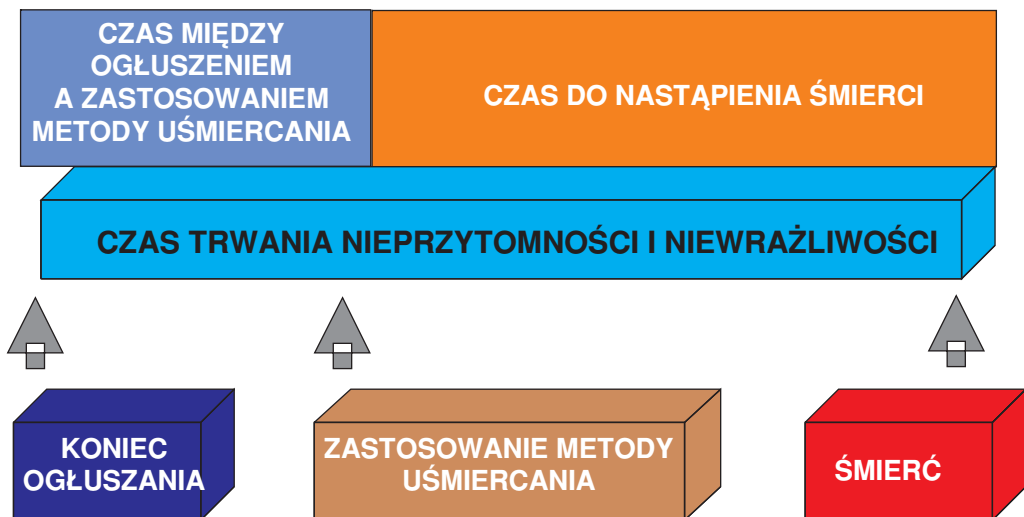 CZAS MIĘDZY
OGŁUSZENIEM
A ZASTOSOWANIEM
METODY UŚMIERCANIA
CZAS DO NASTĄPIENIA ŚMIERCI
CZAS TRWANIA NIEPRZYTOMNOŚCI I NIEWRAŻLIWOŚCI
KONIEC
OGŁUSZANIA
ZASTOSOWANIE METODY
UŚMIERCANIA
ŚMIERĆ